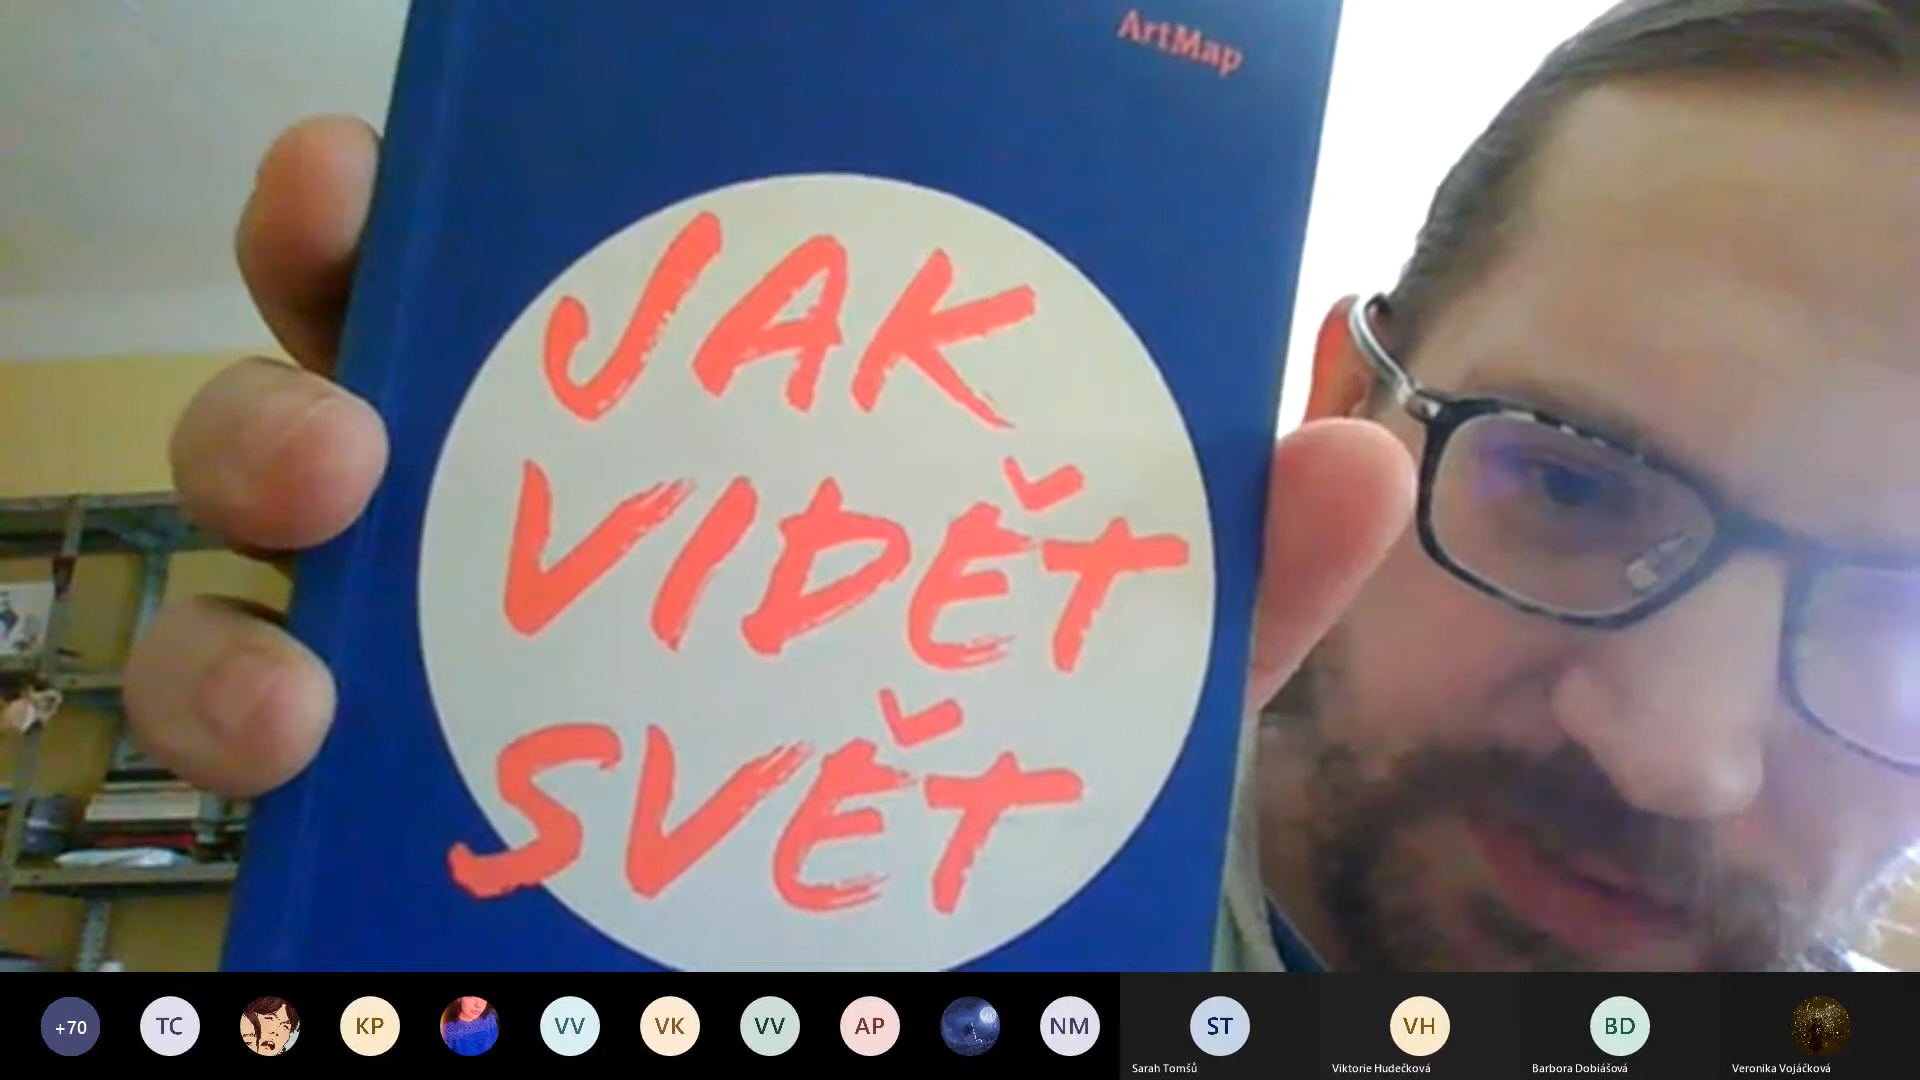 ArtMap
JAK
VIDĚT
SVĚT
+70
TC
KP
VV
VK
VV
AP
NM
ST
VH
BD
Sarah Tomšů
Viktorie Hudečková
Barbora Dobiášová
Veronika Vojáčková